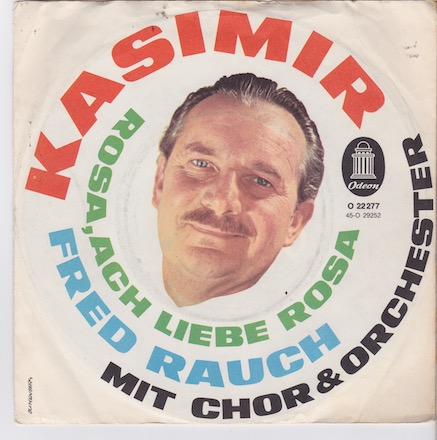 KASIMIR
ROSA, ACH LIEBE ROSA
FRED RAUCH
MIT CHOR & ORCHESTER
Odeon
O 22277
45-O 29252